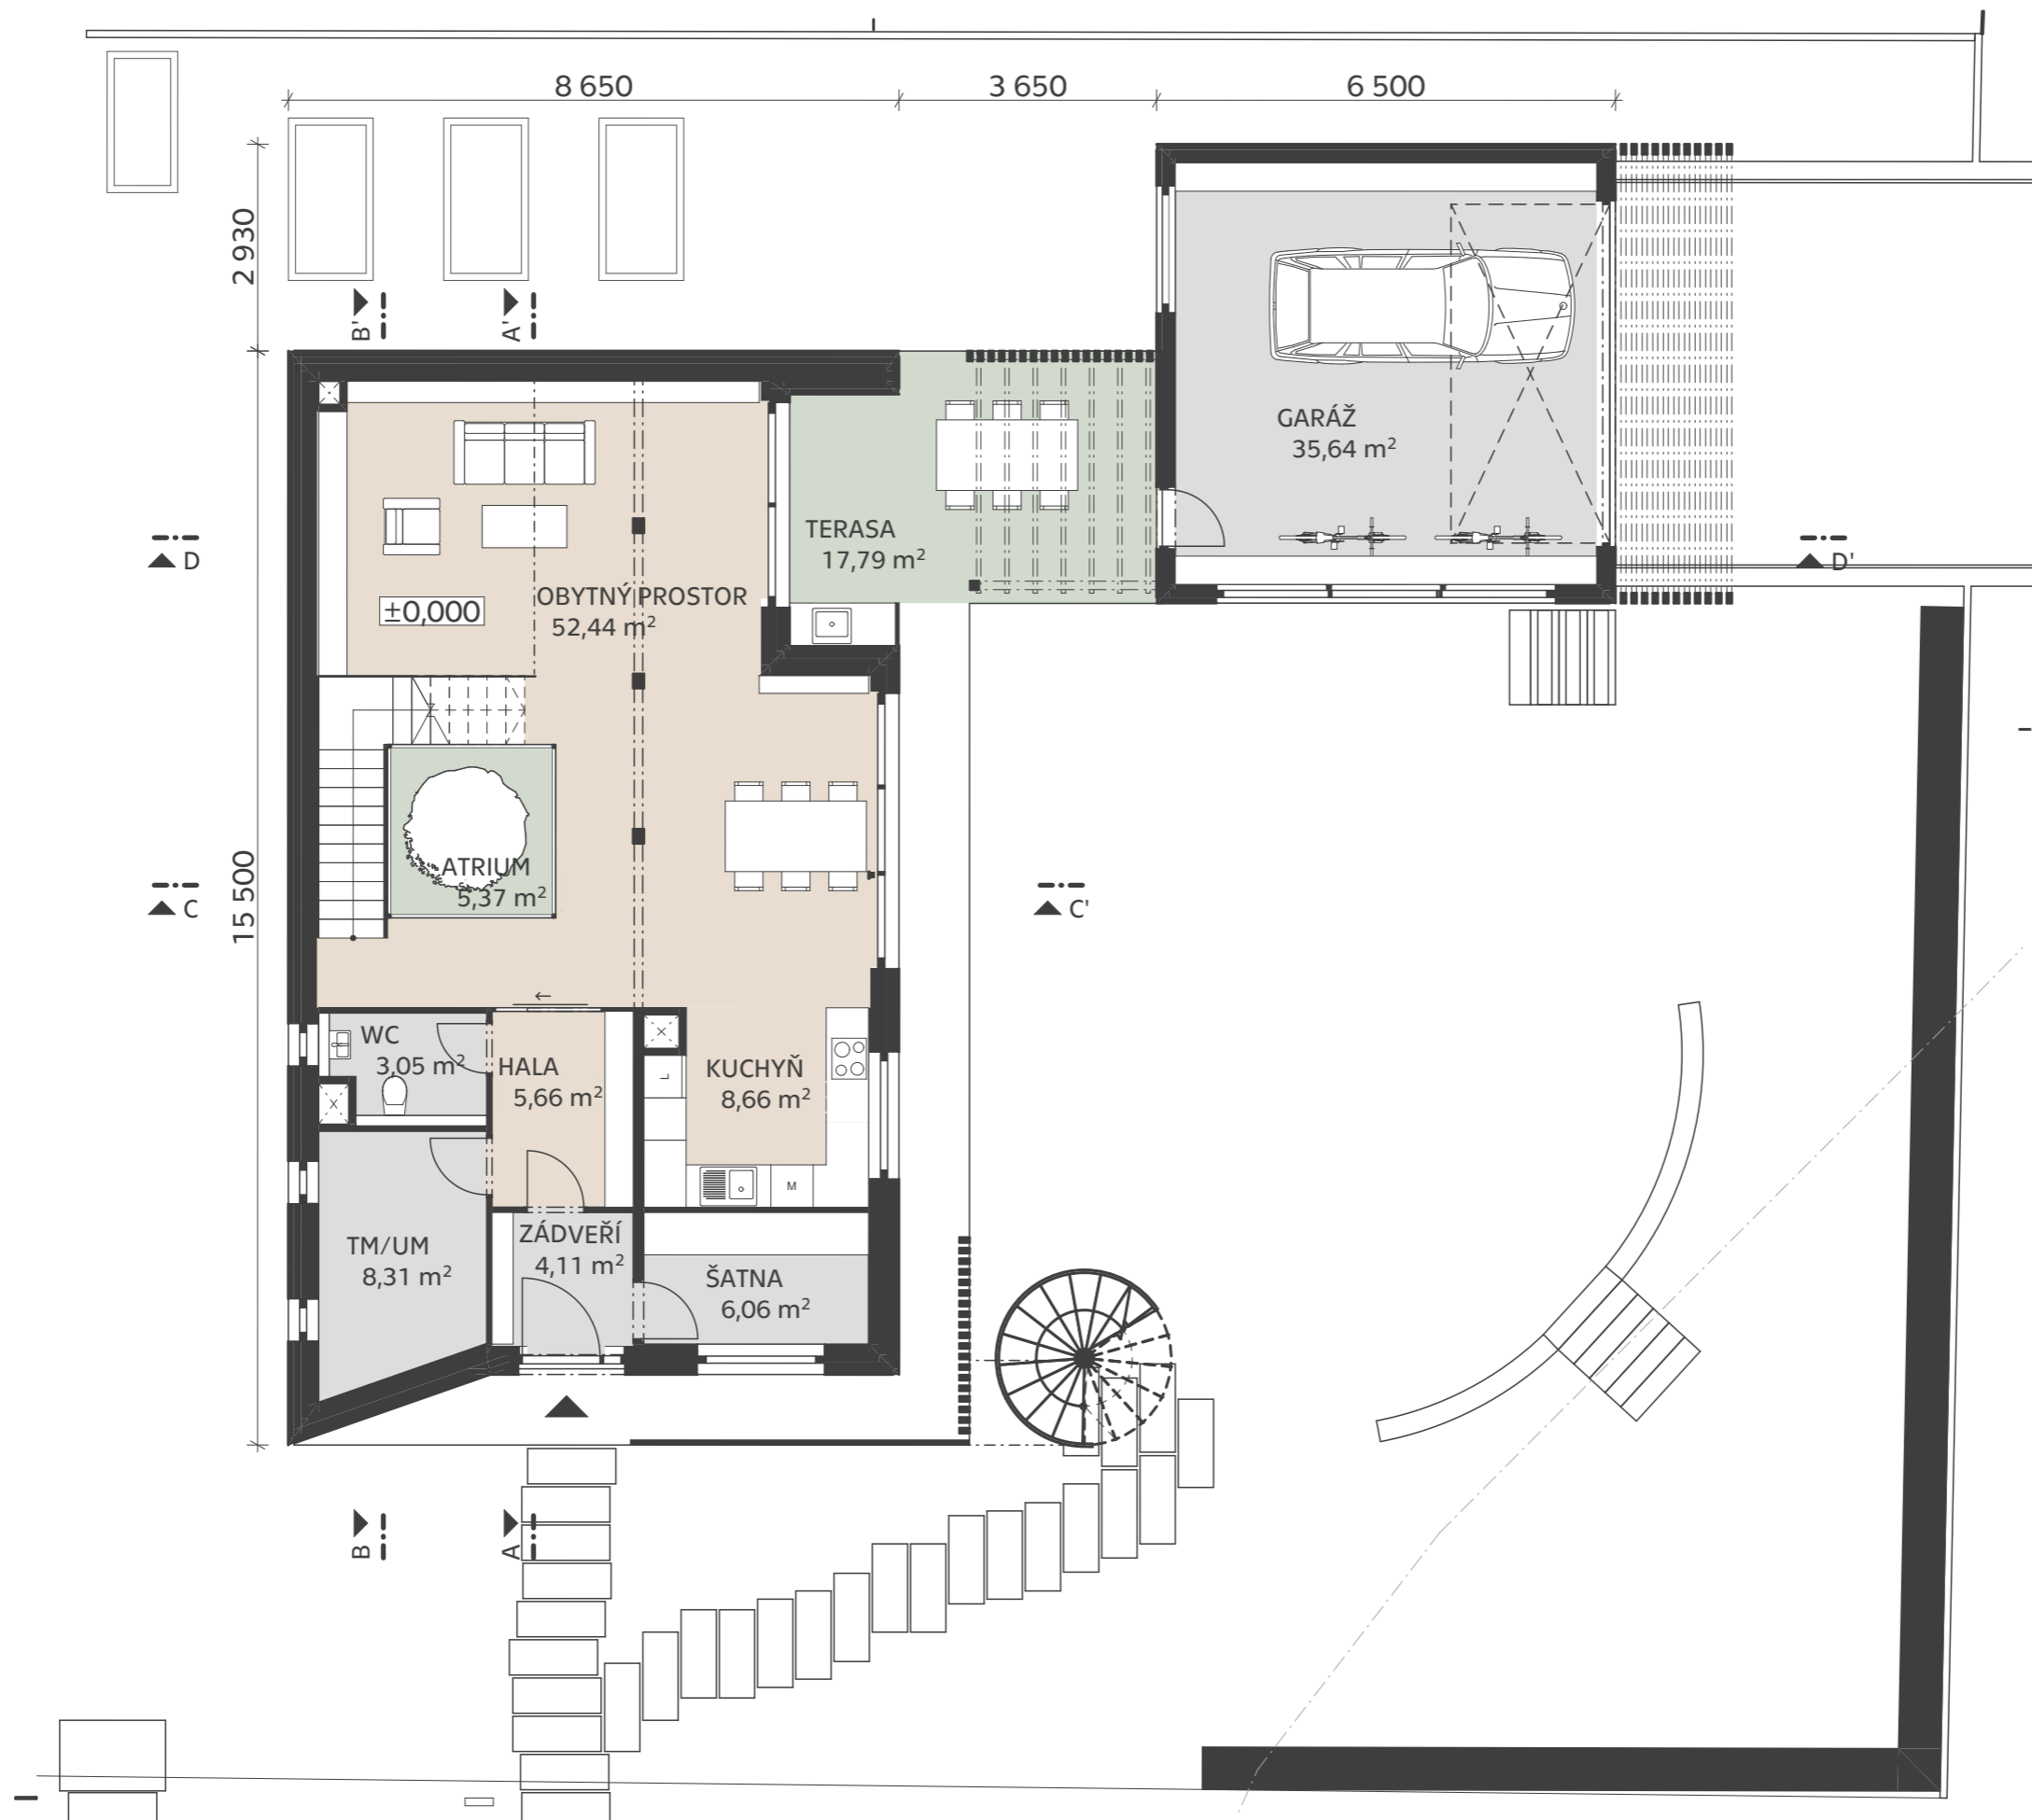 8 650
3 650
6 500
2 930
B'
A'
GARÁŽ
35,64 m²
TERASA
17,79 m²
D
D'
OBYTNÝ PROSTOR
52,44 m²
±0,000
ATRIUM
5,37 m²
15 500
C
C'
WC
3,05 m²
HALA
5,66 m²
L
KUCHYŇ
8,66 m²
M
ZÁDVEŘÍ
4,11 m²
TM/UM
8,31 m²
ŠATNA
6,06 m²
B
A